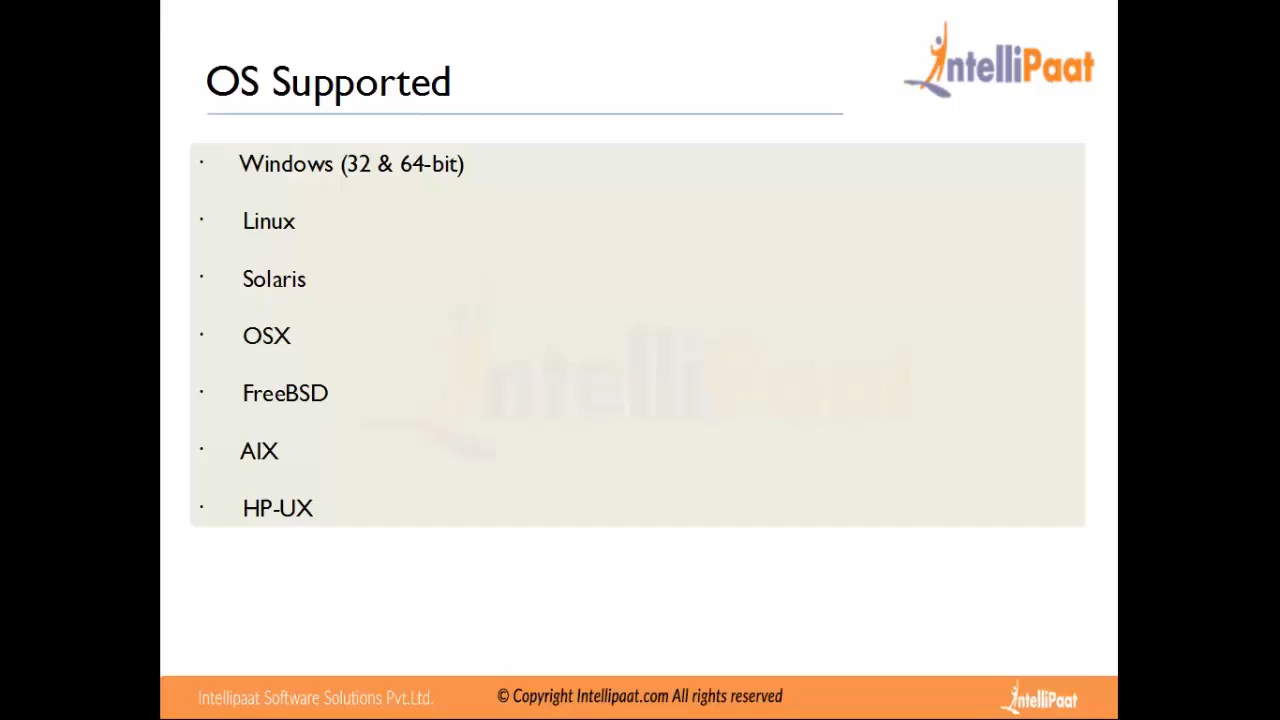 IntelliPaat
OS Supported
· Windows (32 & 64-bit)
· Linux
· Solaris
· OSX
· FreeBSD
· AIX
· HP-UX
IntelliPaat
Intellipaat Software Solutions Pvt.Ltd.
© Copyright Intellipaat.com All rights reserved
IntelliPaat